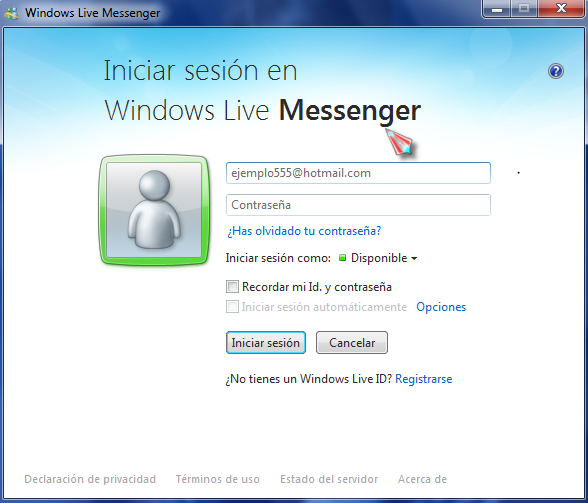 Windows Live Messenger
Iniciar sesión en
Windows Live Messenger
?
ejemplo555@hotmail.com
Contraseña
¿Has olvidado tu contraseña?
Iniciar sesión como: Disponible
Recordar mi Id. y contraseña
Iniciar sesión automáticamente Opciones
Iniciar sesión Cancelar
¿No tienes un Windows Live ID? Registrarse
Declaración de privacidad Términos de uso Estado del servidor Acerca de